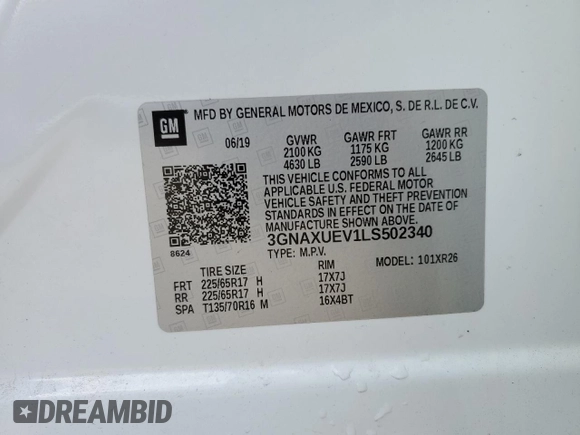 GM
MFD BY GENERAL MOTORS DE MEXICO, S. DE R.L. DE C.V.
06/19 GVWR GAWR FRT GAWR RR
2100 KG 1175 KG 1200 KG
4630 LB 2590 LB 2645 LB
THIS VEHICLE CONFORMS TO ALL
APPLICABLE U.S. FEDERAL MOTOR
VEHICLE SAFETY AND THEFT PREVENTION
STANDARDS IN EFFECT ON THE DATE OF
MANUFACTURE SHOWN ABOVE.
3GNAXUEV1LS502340
8624
TYPE: M.P.V. MODEL: 101XR26
TIRE SIZE RIM
FRT 225/65R17 H 17X7J
RR 225/65R17 H 17X7J
SPA T135/70R16 M 16X4BT
DREAMBID